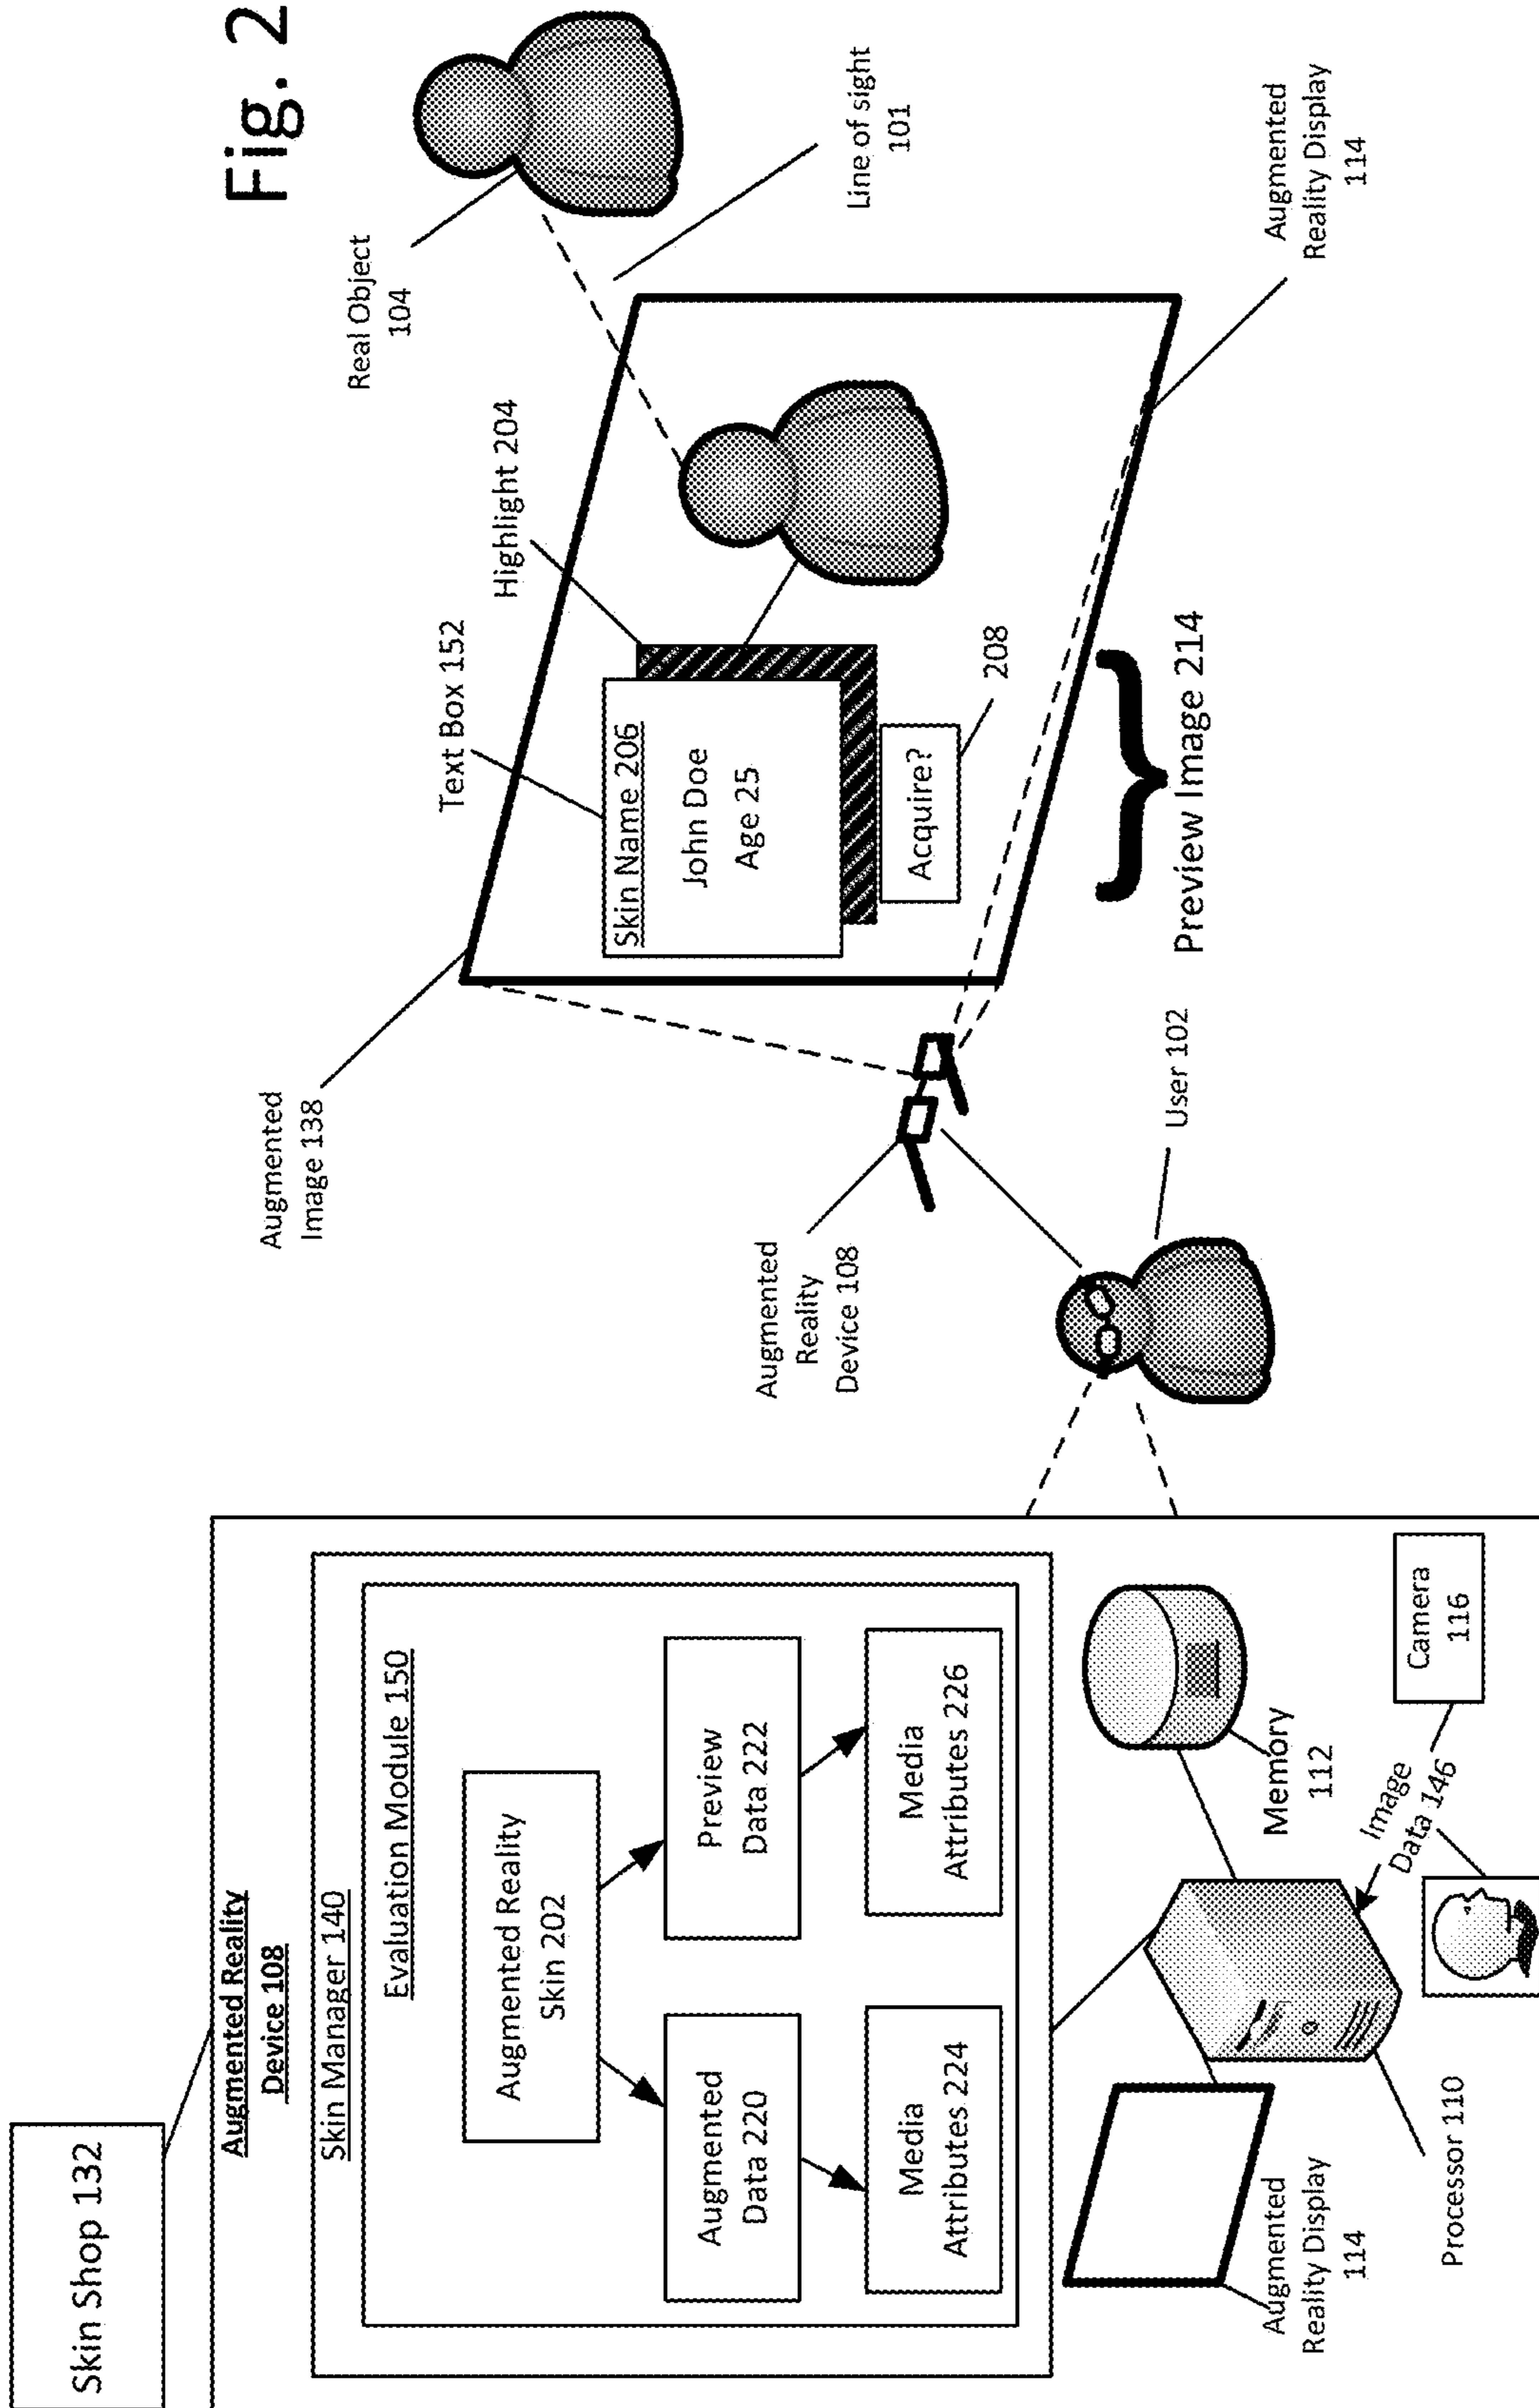 Fig. 2
Skin Shop 132
Augmented Reality
Device 108
Skin Manager 140
Evaluation Module 150
Augmented Reality
Skin 202
Augmented
Data 220
Preview
Data 222
Media
Attributes 224
Media
Attributes 226
Augmented
Reality Display
114
Processor 110
Memory
112
Image
Data 146
Camera
116
Augmented
Image 138
Text Box 152
Highlight 204
Real Object
104
Line of sight
101
Skin Name 206
John Doe
Age 25
Acquire?
208
Augmented
Reality
Device 108
User 102
Preview Image 214
Augmented
Reality Display
114